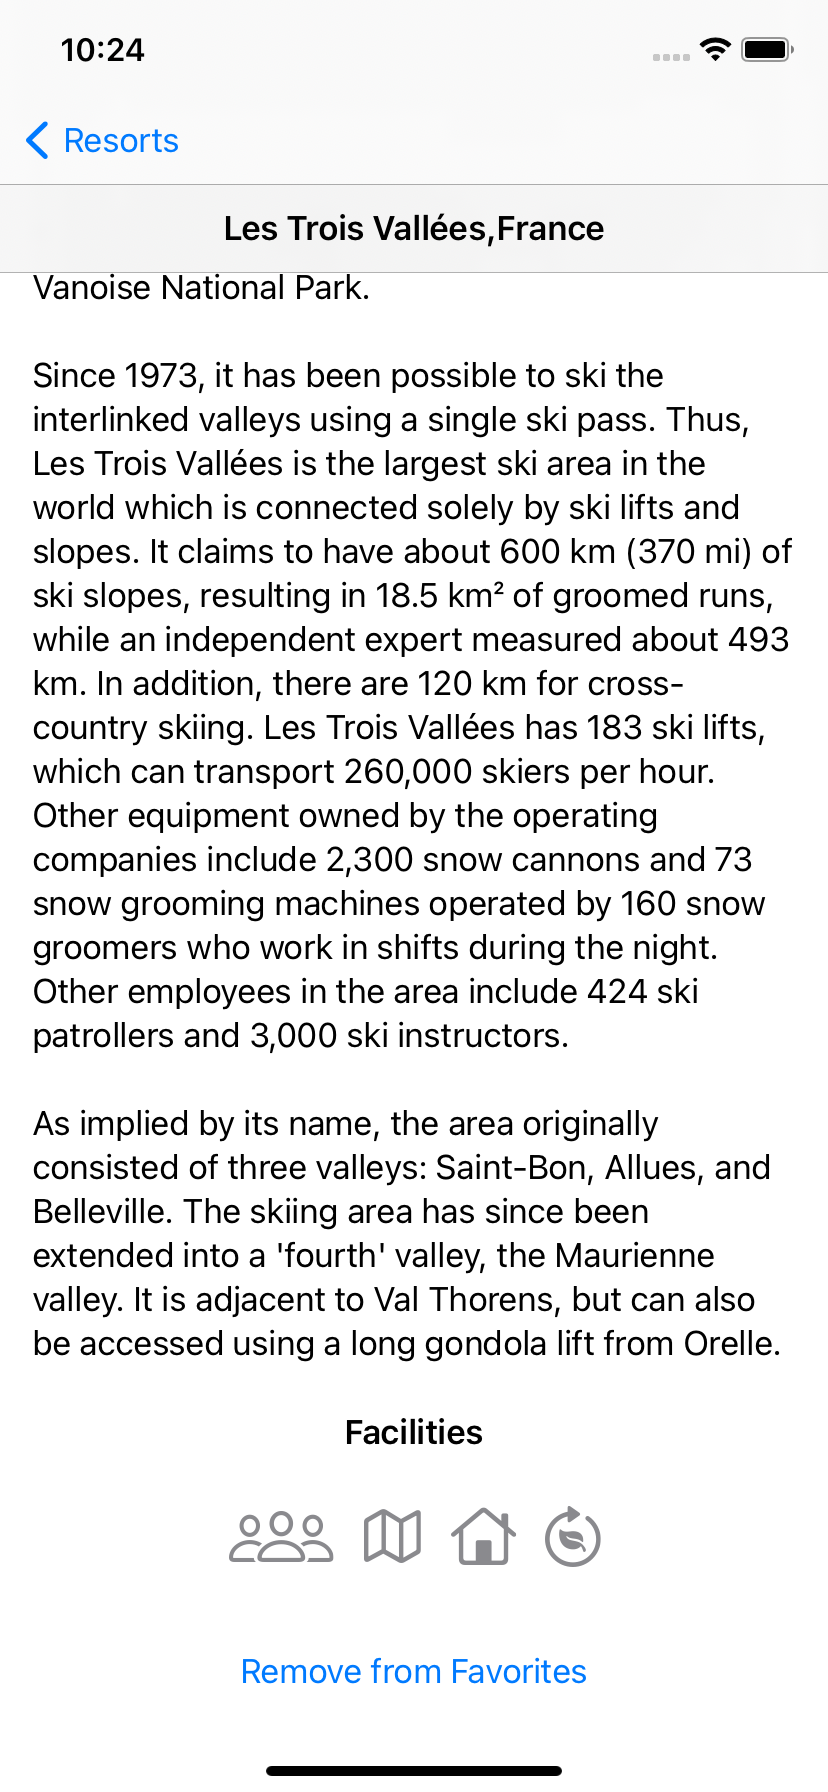 10:24
Resorts
Les Trois Vallées,France
Vanoise National Park.
Since 1973, it has been possible to ski the
interlinked valleys using a single ski pass. Thus,
Les Trois Vallées is the largest ski area in the
world which is connected solely by ski lifts and
slopes. It claims to have about 600 km (370 mi) of
ski slopes, resulting in 18.5 km² of groomed runs,
while an independent expert measured about 493
km. In addition, there are 120 km for cross-
country skiing. Les Trois Vallées has 183 ski lifts,
which can transport 260,000 skiers per hour.
Other equipment owned by the operating
companies include 2,300 snow cannons and 73
snow grooming machines operated by 160 snow
groomers who work in shifts during the night.
Other employees in the area include 424 ski
patrollers and 3,000 ski instructors.
As implied by its name, the area originally
consisted of three valleys: Saint-Bon, Allues, and
Belleville. The skiing area has since been
extended into a 'fourth' valley, the Maurienne
valley. It is adjacent to Val Thorens, but can also
be accessed using a long gondola lift from Orelle.
Facilities
Remove from Favorites